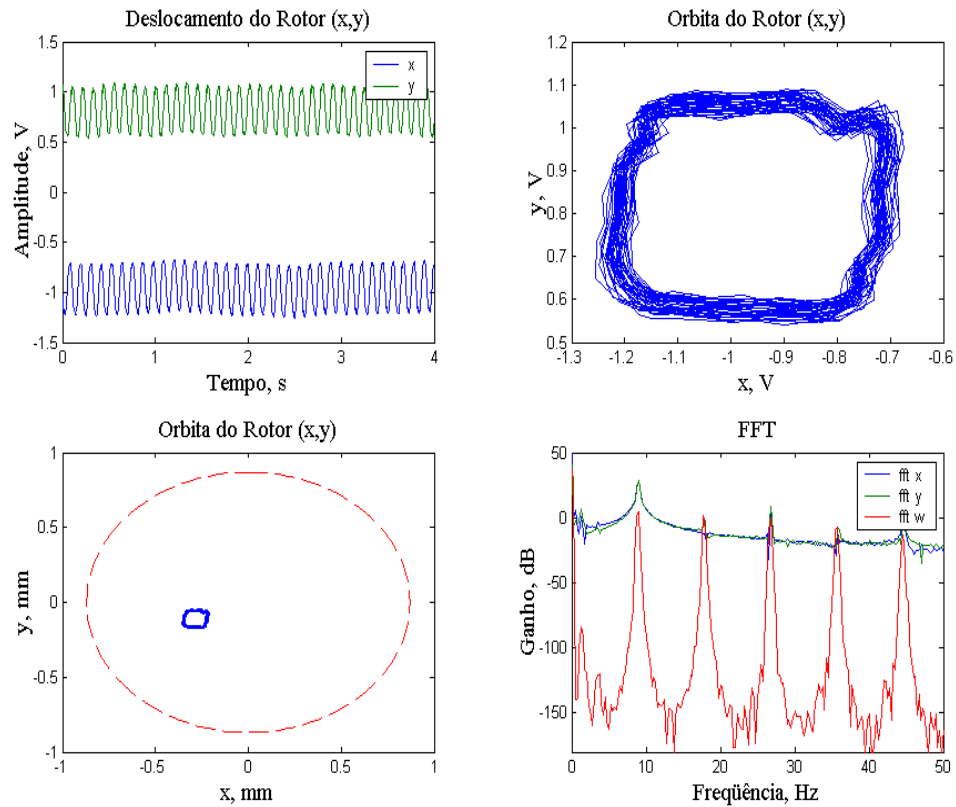 Deslocamento do Rotor (x,y)
1.5
1
0.5
0
-0.5
-1
-1.5
Amplitude, V
x
y
0
1
2
3
4
Tempo, s
Orbita do Rotor (x,y)
1.2
1.1
1
0.9
0.8
0.7
0.6
0.5
y, V
-1.3
-1.2
-1.1
-1
-0.9
-0.8
-0.7
-0.6
x, V
Orbita do Rotor (x,y)
1
0.5
0
-0.5
-1
y, mm
-1
-0.5
0
0.5
1
x, mm
FFT
50
0
-50
-100
-150
Ganho, dB
fft x
fft y
fft w
0
10
20
30
40
50
Freqüência, Hz